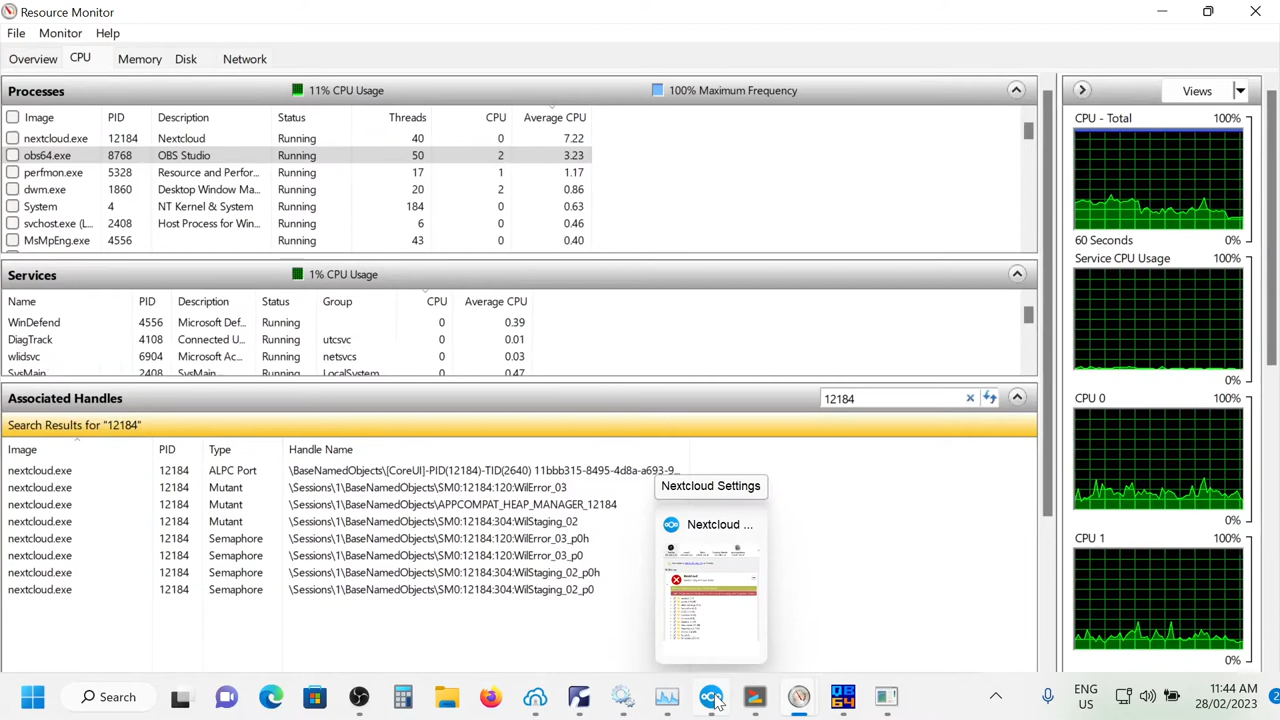 Resource Monitor
File Monitor Help
Overview CPU Memory Disk Network
Processes 11% CPU Usage 100% Maximum Frequency
Image PID Description Status Threads CPU Average CPU
nextcloud.exe 12184 Nextcloud Running 40 0 7.22
obs64.exe 8768 OBS Studio Running 50 2 3.23
perfmon.exe 5328 Resource and Perfor... Running 17 1 1.17
dwm.exe 1860 Desktop Window Ma... Running 20 2 0.86
System 4 NT Kernel & System Running 184 0 0.63
svchost.exe (L... 2408 Host Process for Win... Running 6 0 0.46
MsMpEng.exe 4556 Running 43 0 0.40
Services 1% CPU Usage
Name PID Description Status Group CPU Average CPU
WinDefend 4556 Microsoft Def... Running 0 0.39
DiagTrack 4108 Connected U... Running utcsvc 0 0.01
wlidsvc 6904 Microsoft Ac... Running netsvcs 0 0.03
SysMain 2408 Host Running LocalSystem 0 0.47
Associated Handles 12184
Search Results for "12184"
Image PID Type Handle Name
nextcloud.exe 12184 ALPC Port \BaseNamedObjects\[CoreUI]-PID(12184)-TID(2640) 11bbb315-8495-4d8a-a693-9...
nextcloud.exe 12184 Mutant \Sessions\1\BaseNamedObjects\SM0:12184:120:WilError_03
nextcloud.exe 12184 Mutant \Sessions\1\BaseNamedObjects\APPCOMPAT_HEAP_MANAGER_12184
nextcloud.exe 12184 Mutant \Sessions\1\BaseNamedObjects\SM0:12184:304:WilStaging_02
nextcloud.exe 12184 Semaphore \Sessions\1\BaseNamedObjects\SM0:12184:120:WilError_03_p0h
nextcloud.exe 12184 Semaphore \Sessions\1\BaseNamedObjects\SM0:12184:120:WilError_03_p0
nextcloud.exe 12184 Semaphore \Sessions\1\BaseNamedObjects\SM0:12184:304:WilStaging_02_p0h
nextcloud.exe 12184 Semaphore \Sessions\1\BaseNamedObjects\SM0:12184:304:WilStaging_02_p0
Nextcloud Settings
Nextcloud ...
Views
CPU - Total 100%
60 Seconds 0%
Service CPU Usage 100%
0%
CPU 0 100%
0%
CPU 1 100%
0%
Search
QB
64
ENG
US
11:44 AM
28/02/2023
2